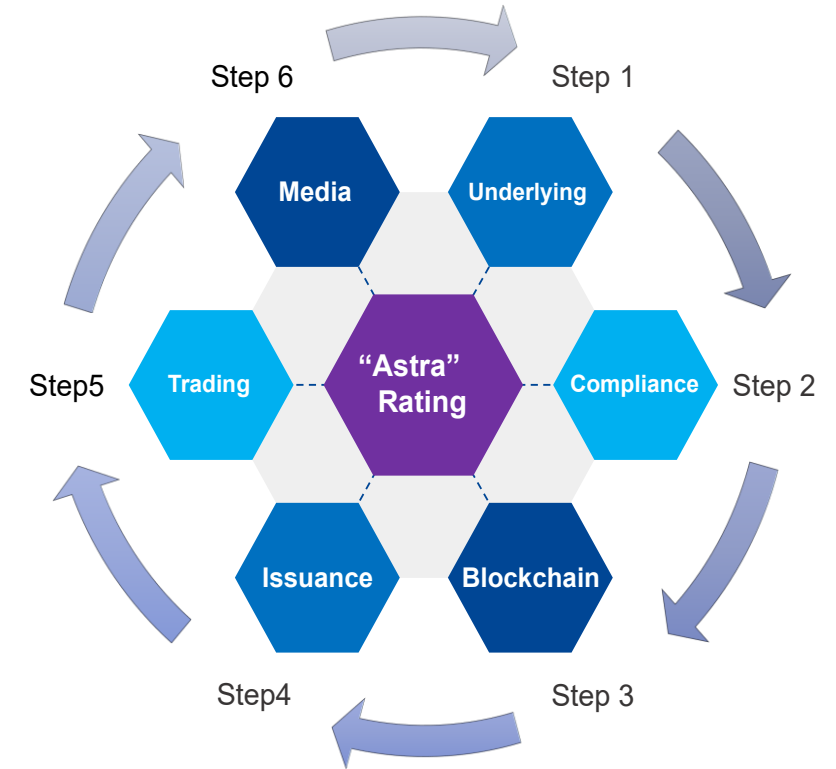 Step 6
Step 1
Media
Underlying
“Astra”
Rating
Trading
Compliance
Step5
Step 2
Issuance
Blockchain
Step4
Step 3